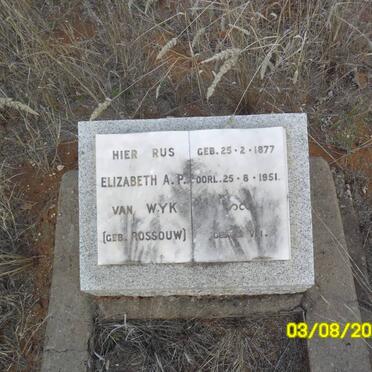 HIER RUS
ELIZABETH A. P.
VAN WYK
(GEB. ROSSOUW)
GEB. 25-2-1877
OORL. 25-8-1951.
03/08/20